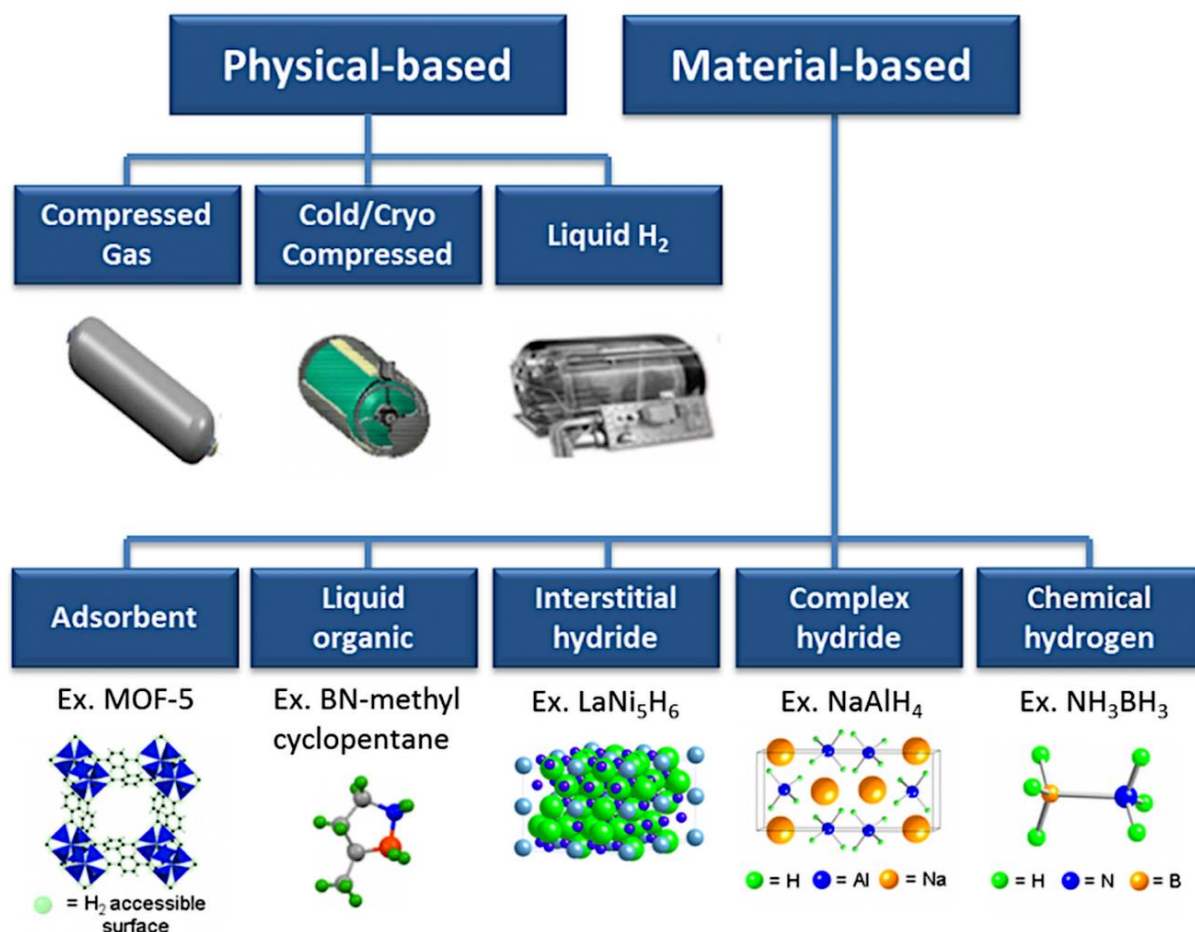 Physical-based
Material-based
Compressed
Gas
Cold/Cryo
Compressed
Liquid H₂
Adsorbent
Liquid
organic
Interstitial
hydride
Complex
hydride
Chemical
hydrogen
Ex. MOF-5
Ex. BN-methyl
cyclopentane
Ex. LaNi₅H₆
Ex. NaAlH₄
Ex. NH₃BH₃
= H₂ accessible
surface
= H = Al = Na
= H = N = B